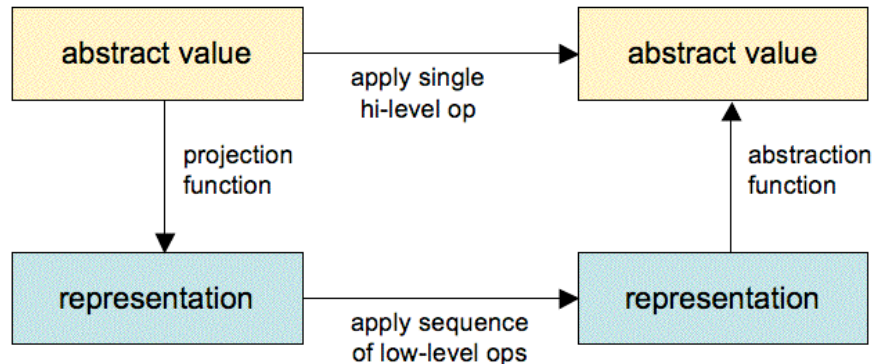 abstract value
abstract value
apply single
hi-level op
projection
function
abstraction
function
representation
representation
apply sequence
of low-level ops